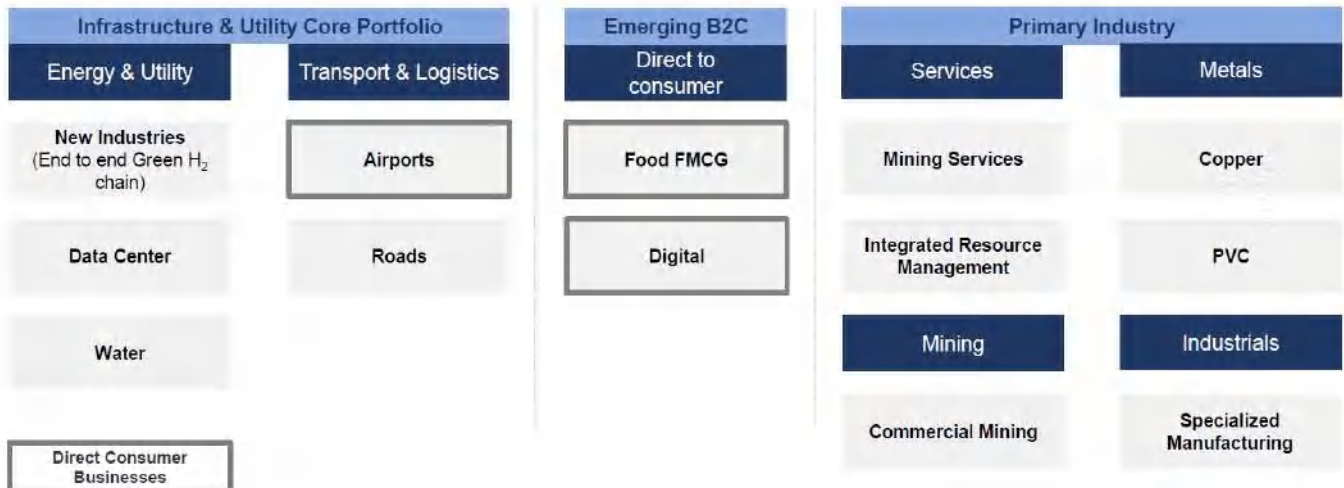 Infrastructure & Utility Core Portfolio
Energy & Utility
Transport & Logistics
New Industries
(End to end Green H₂
chain)
Airports
Data Center
Roads
Water
Direct Consumer
Businesses
Emerging B2C
Direct to
consumer
Food FMCG
Digital
Primary Industry
Services
Metals
Mining Services
Copper
Integrated Resource
Management
PVC
Mining
Industrials
Commercial Mining
Specialized
Manufacturing